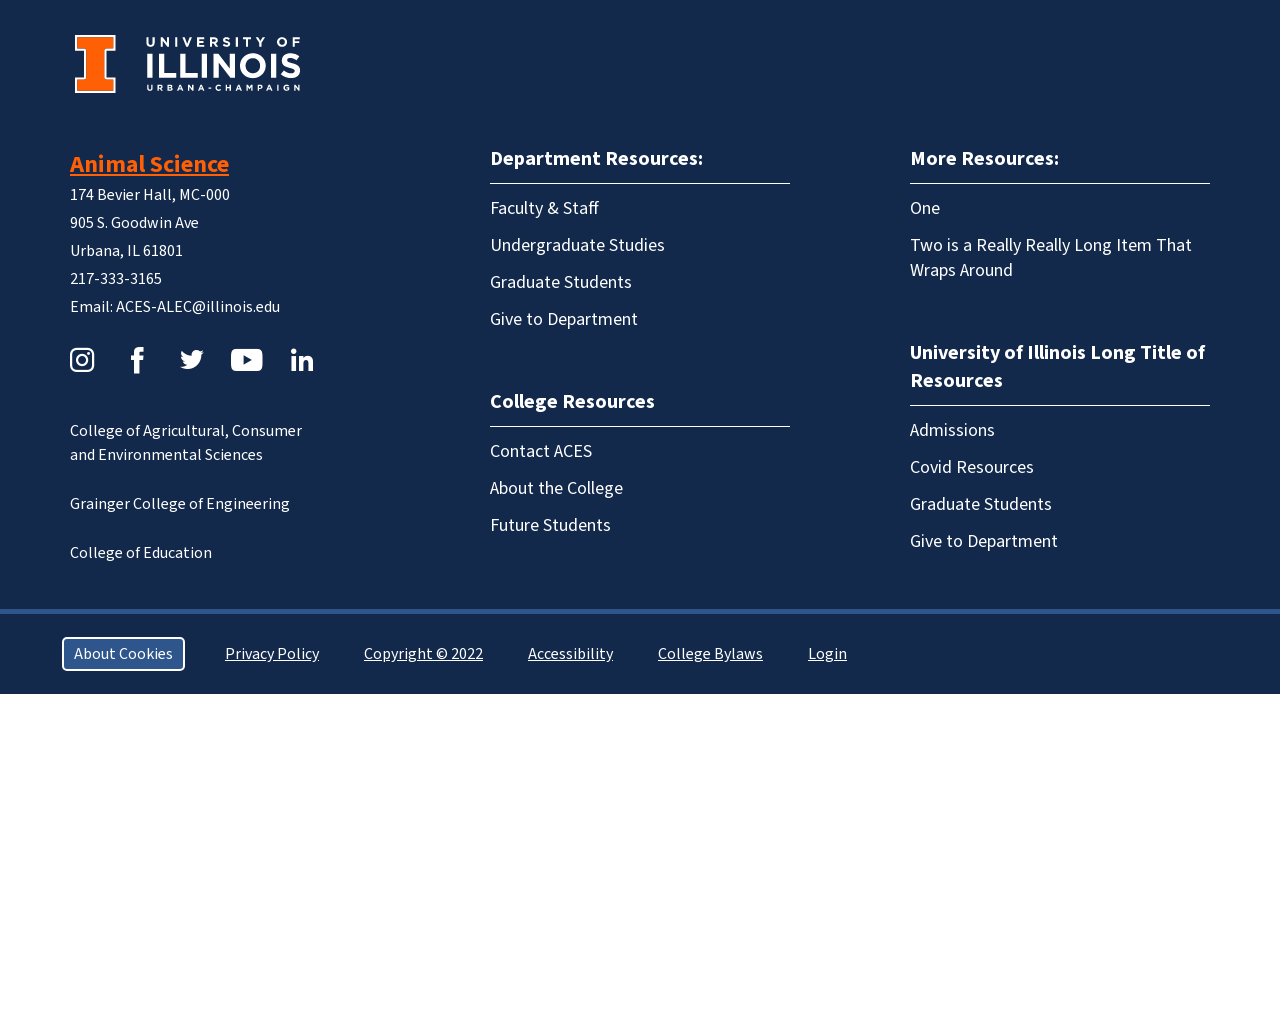 UNIVERSITY OF
ILLINOIS
URBANA-CHAMPAIGN
Animal Science
174 Bevier Hall, MC-000
905 S. Goodwin Ave
Urbana, IL 61801
217-333-3165
Email: ACES-ALEC@illinois.edu
College of Agricultural, Consumer
and Environmental Sciences
Grainger College of Engineering
College of Education
Department Resources:
Faculty & Staff
Undergraduate Studies
Graduate Students
Give to Department
College Resources
Contact ACES
About the College
Future Students
More Resources:
One
Two is a Really Really Long Item That
Wraps Around
University of Illinois Long Title of
Resources
Admissions
Covid Resources
Graduate Students
Give to Department
About Cookies Privacy Policy Copyright © 2022 Accessibility College Bylaws Login